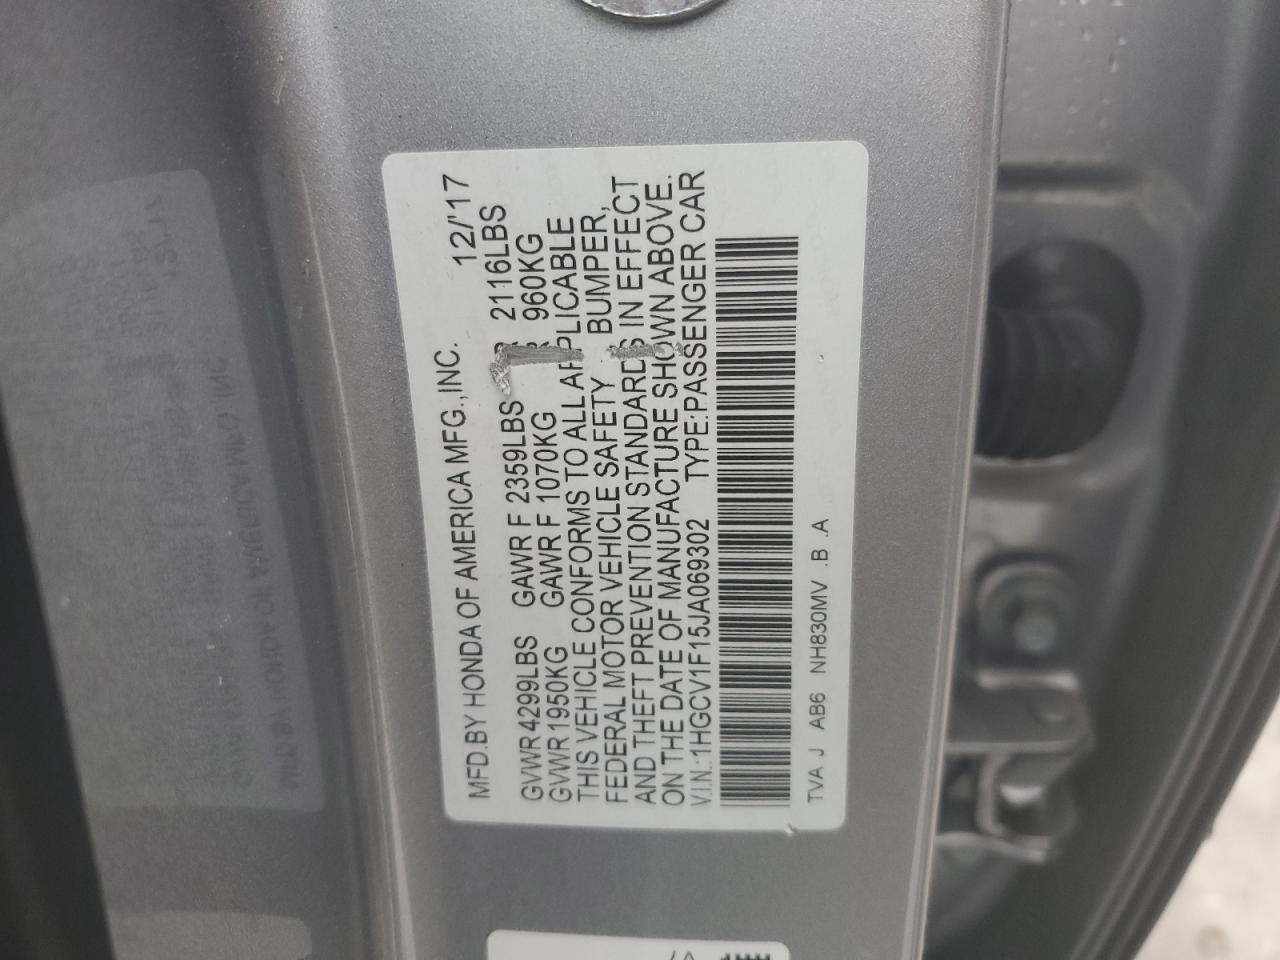 MFD.BY HONDA OF AMERICA MFG.,INC. 12/'17
GVWR 4299LBS GAWR F 2359LBS 2116LBS
GVWR 1950KG GAWR F 1070KG 960KG
THIS VEHICLE CONFORMS TO ALL APPLICABLE
FEDERAL MOTOR VEHICLE SAFETY BUMPER,
AND THEFT PREVENTION STANDARDS IN EFFECT
ON THE DATE OF MANUFACTURE SHOWN ABOVE.
V.I.N.:1HGCV1F15JA069302 TYPE:PASSENGER CAR
TVA J AB6 NH830MV .B .A